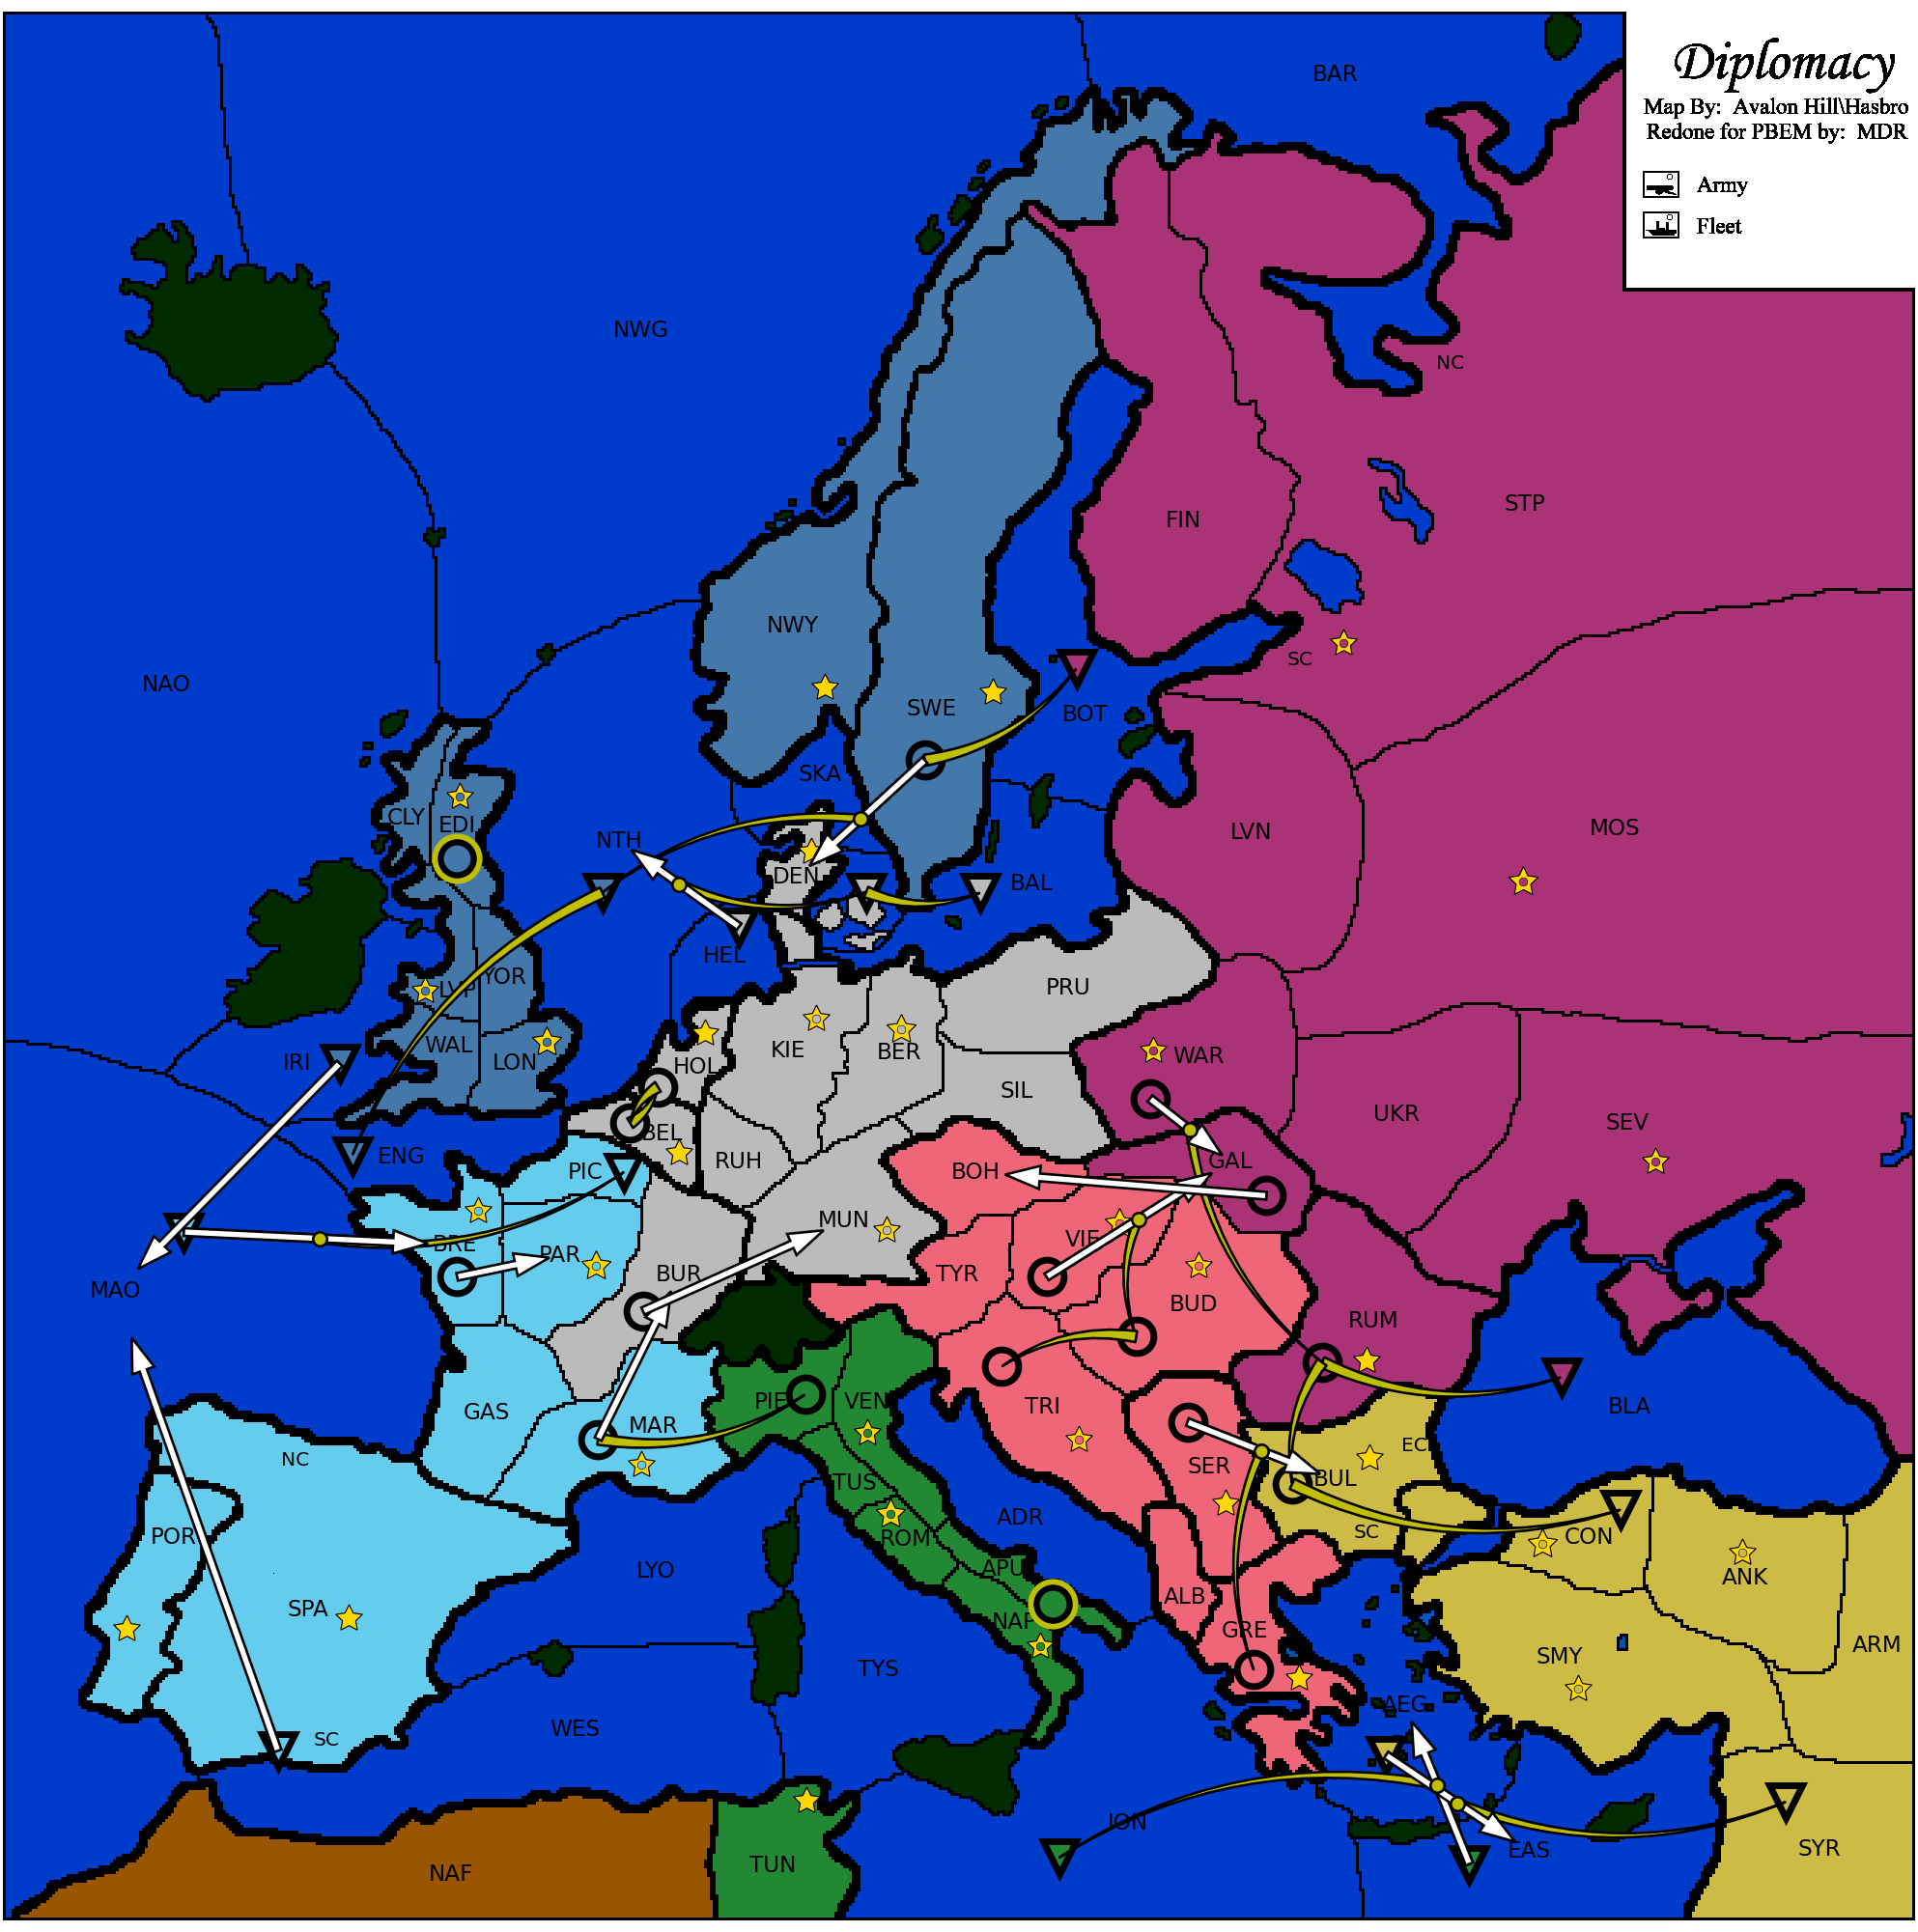 Diplomacy
Map By: Avalon Hill\Hasbro
Redone for PBEM by: MDR
Army
Fleet
BAR
NWG
NC
STP
FIN
NWY
SC
NAO
SWE
BOT
SKA
CLY
EDI
NTH
LVN
MOS
DEN
BAL
HEL
LVP
YOR
PRU
WAL
LON
IRI
KIE
BER
HOL
WAR
SIL
UKR
SEV
BEL
ENG
PIC
RUH
BOH
GAL
MUN
BRE
PAR
VIE
MAO
BUR
TYR
BUD
RUM
GAS
MAR
PIE
VEN
TRI
BLA
NC
EC
SER
BUL
TUS
POR
ROM
ADR
SC
CON
LYO
APU
ANK
SPA
ALB
NAP
GRE
ARM
SMY
TYS
AEG
WES
SC
ION
EAS
SYR
NAF
TUN